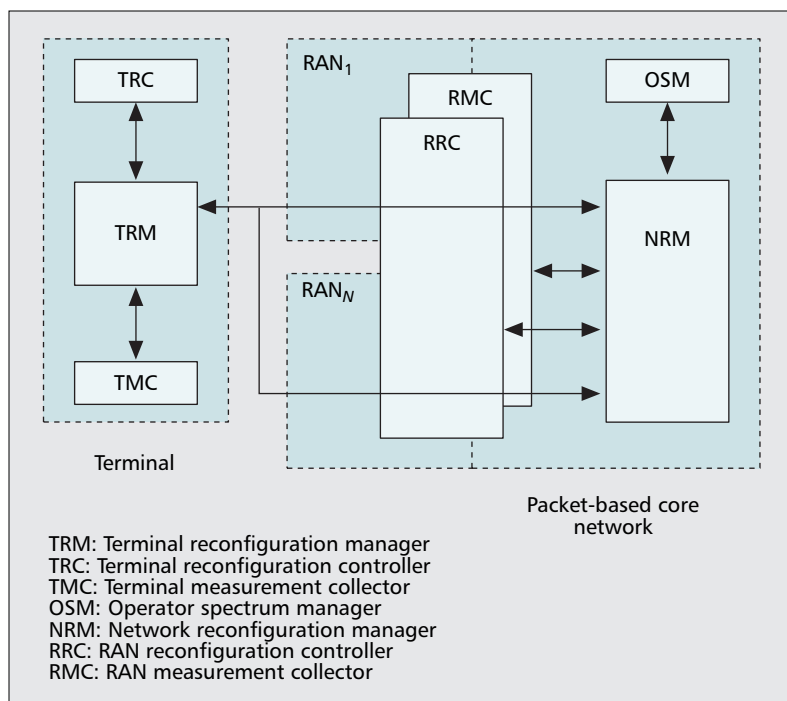 TRC
RAN1
RMC
OSM
RRC
TRM
NRM
RANN
TMC
Terminal
Packet-based core
network
TRM: Terminal reconfiguration manager
TRC: Terminal reconfiguration controller
TMC: Terminal measurement collector
OSM: Operator spectrum manager
NRM: Network reconfiguration manager
RRC: RAN reconfiguration controller
RMC: RAN measurement collector